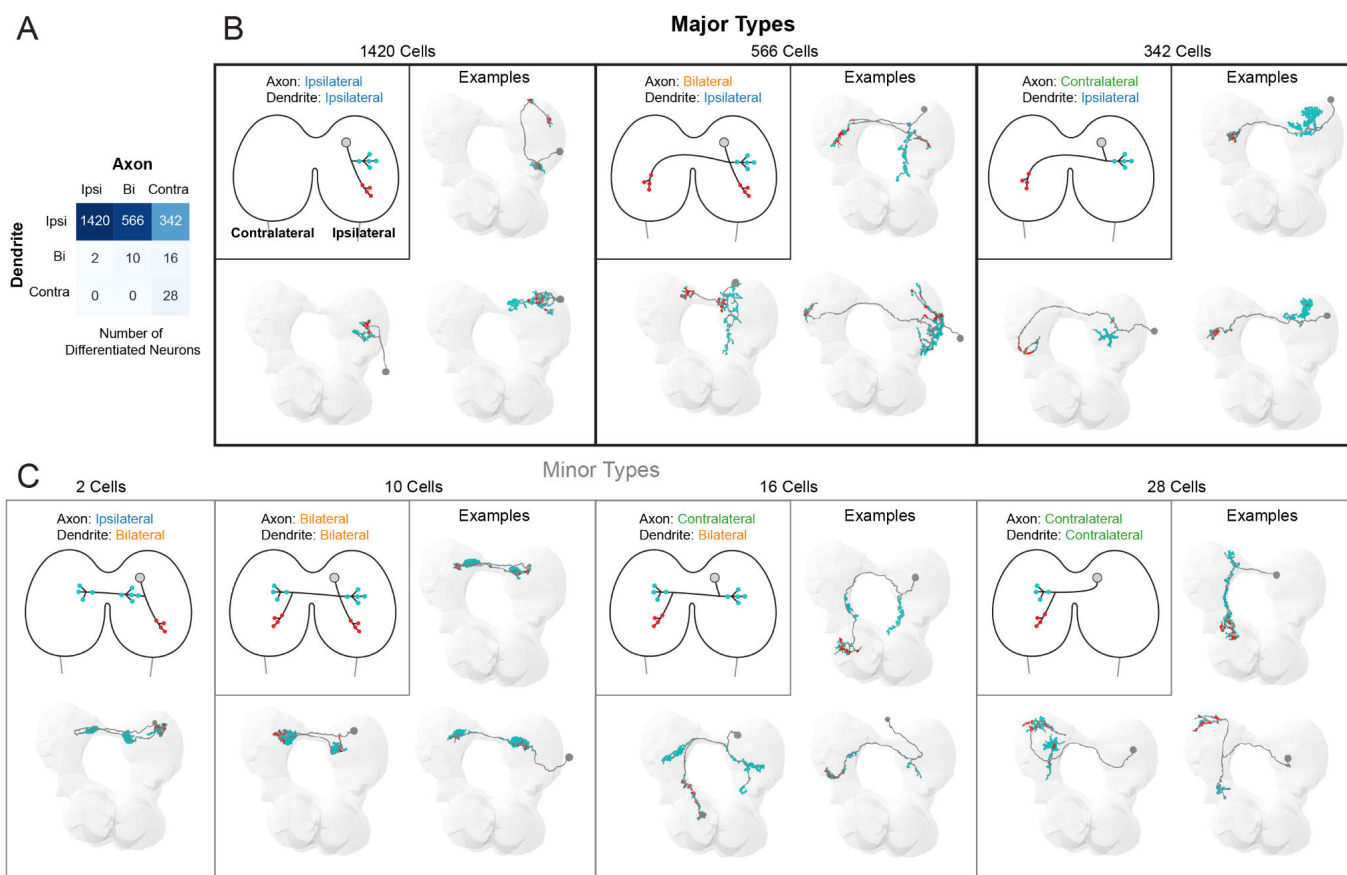 A
Axon
Ipsi Bi Contra
Dendrite
Ipsi 1420 566 342
Bi 2 10 16
Contra 0 0 28
Number of
Differentiated Neurons
B
Major Types
1420 Cells
Axon: Ipsilateral
Dendrite: Ipsilateral
Contralateral Ipsilateral
Examples
566 Cells
Axon: Bilateral
Dendrite: Ipsilateral
Examples
342 Cells
Axon: Contralateral
Dendrite: Ipsilateral
Examples
C
Minor Types
2 Cells
Axon: Ipsilateral
Dendrite: Bilateral
10 Cells
Axon: Bilateral
Dendrite: Bilateral
Examples
16 Cells
Axon: Contralateral
Dendrite: Bilateral
Examples
28 Cells
Axon: Contralateral
Dendrite: Contralateral
Examples